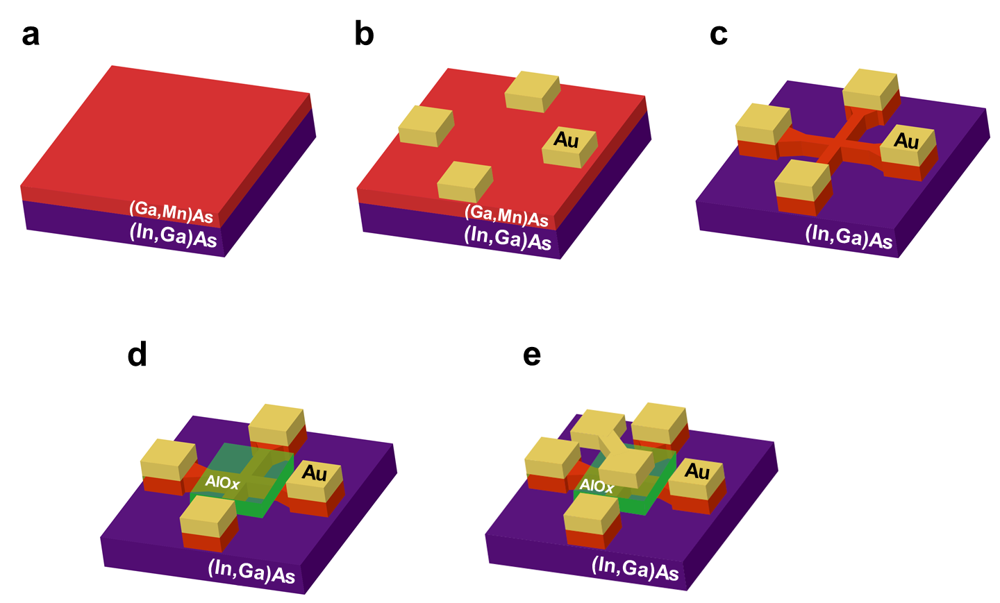 a
b
c
(Ga,Mn)As
(In,Ga)As
Au
(Ga,Mn)As
(In,Ga)As
Au
(In,Ga)As
d
e
AlOx
Au
(In,Ga)As
AlOx
Au
(In,Ga)As